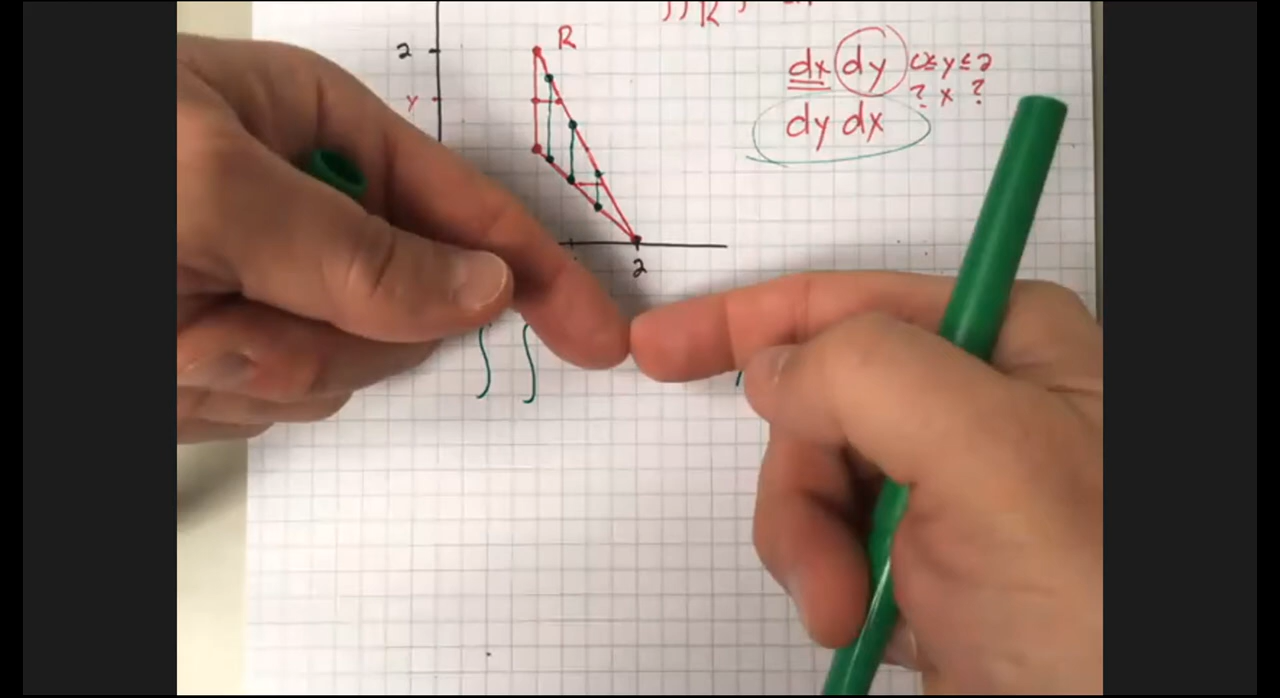 ∫∫R
2 R
dx dy 0≤y≤2
Y ? x ?
dy dx
2
∫ ∫